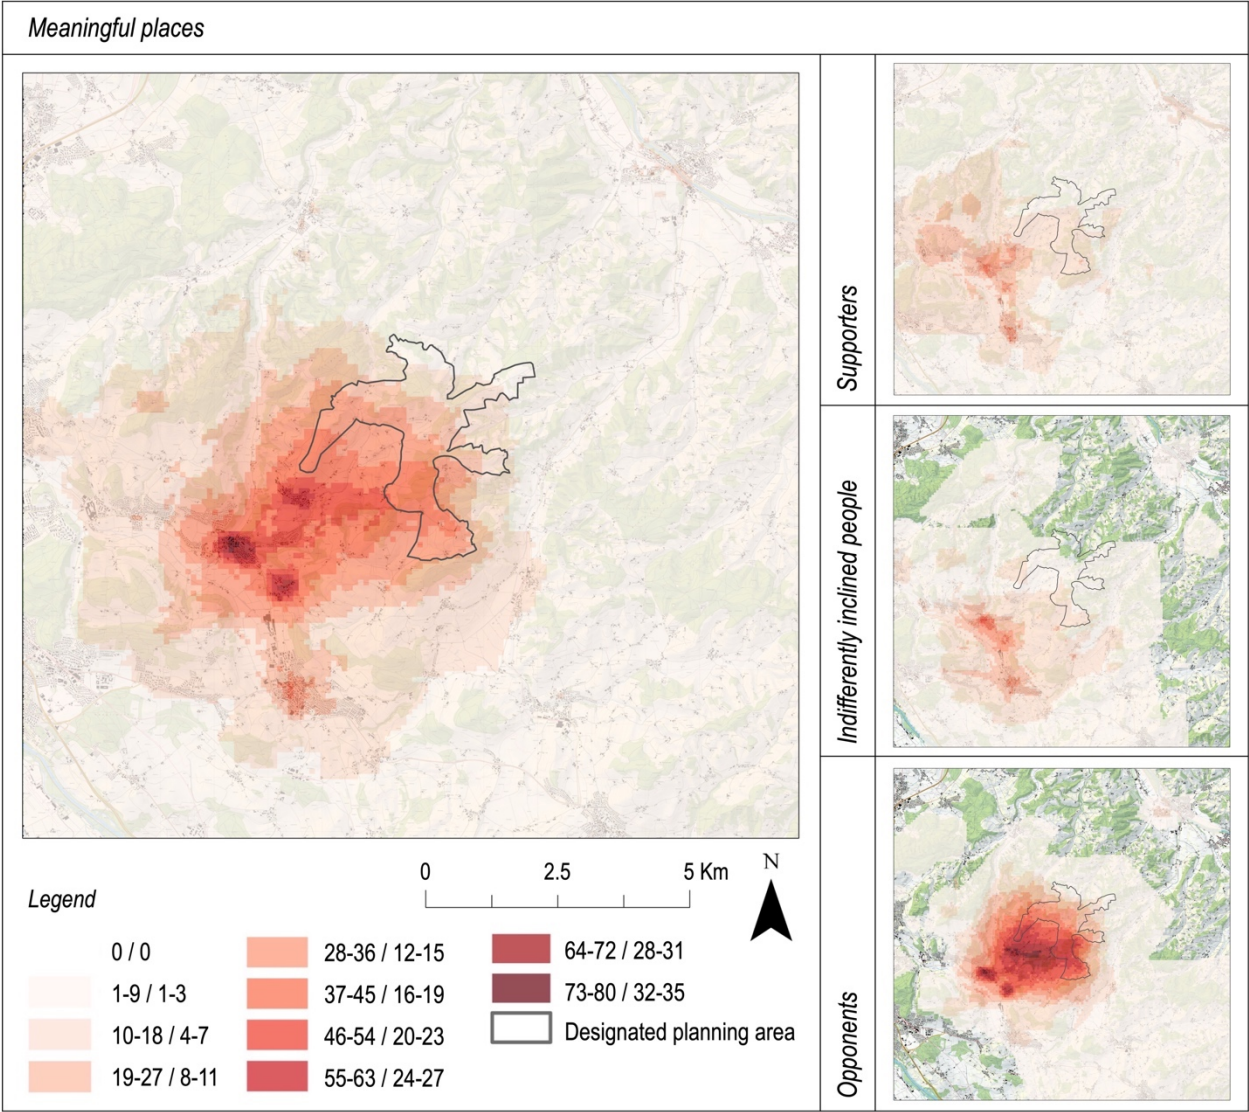 Meaningful places
Supporters
Indifferently inclined people
Opponents
0 2.5 5 Km
N
Legend
0 / 0
1-9 / 1-3
10-18 / 4-7
19-27 / 8-11
28-36 / 12-15
37-45 / 16-19
46-54 / 20-23
55-63 / 24-27
64-72 / 28-31
73-80 / 32-35
Designated planning area